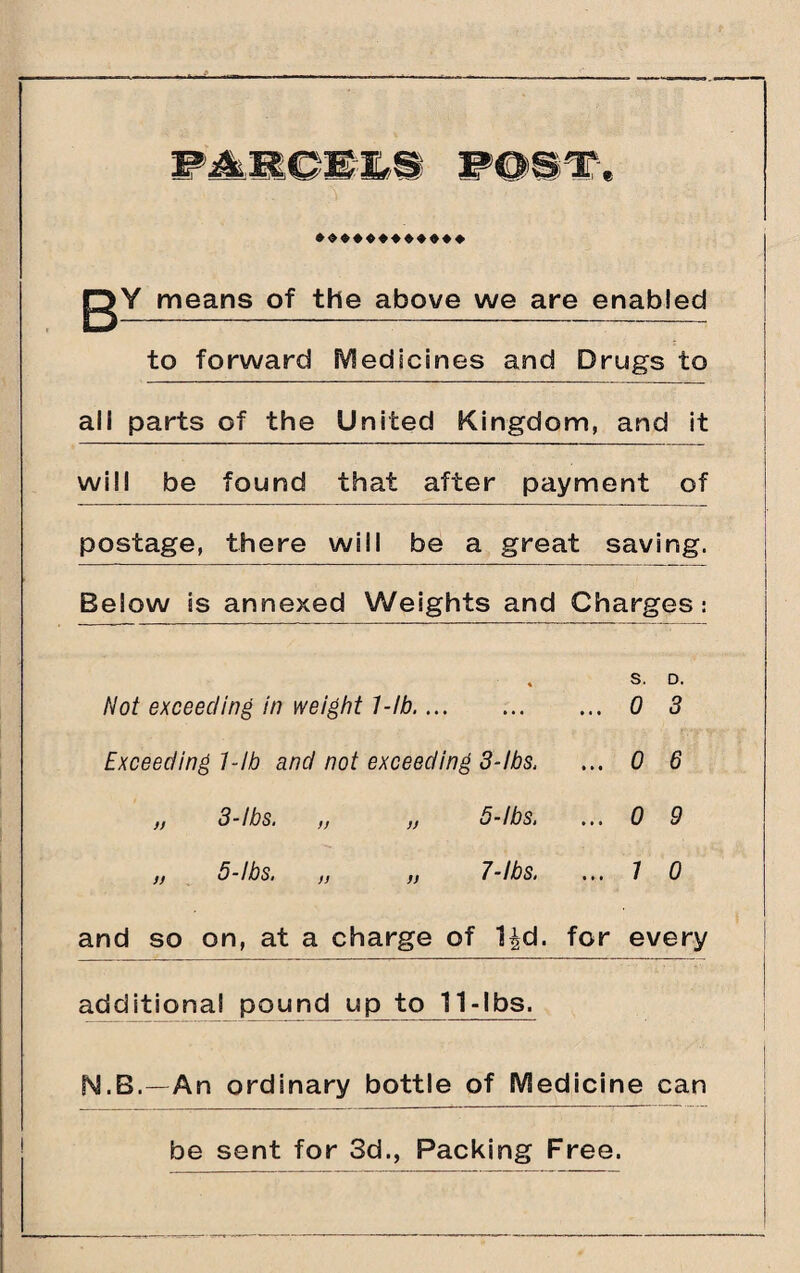 PARCELS POST.
BY means of the above we are enabled
to forward Medicines and Drugs to
all parts of the United Kingdom, and it
will be found that after payment of
postage, there will be a great saving.
Below is annexed Weights and Charges:
S. D.
Not exceeding in weight 1-lb. ... ... ... 0 3
Exceeding 1-lb and not exceeding 3-lbs. ... 0 6
„ 3-lbs. „ „ 5-lbs. ... 0 9
„ 5-lbs. „ „ 7-lbs. ... 1 0
and so on, at a charge of 1½d. for every
additional pound up to 11-lbs.
N.B.—An ordinary bottle of Medicine can
be sent for 3d., Packing Free.